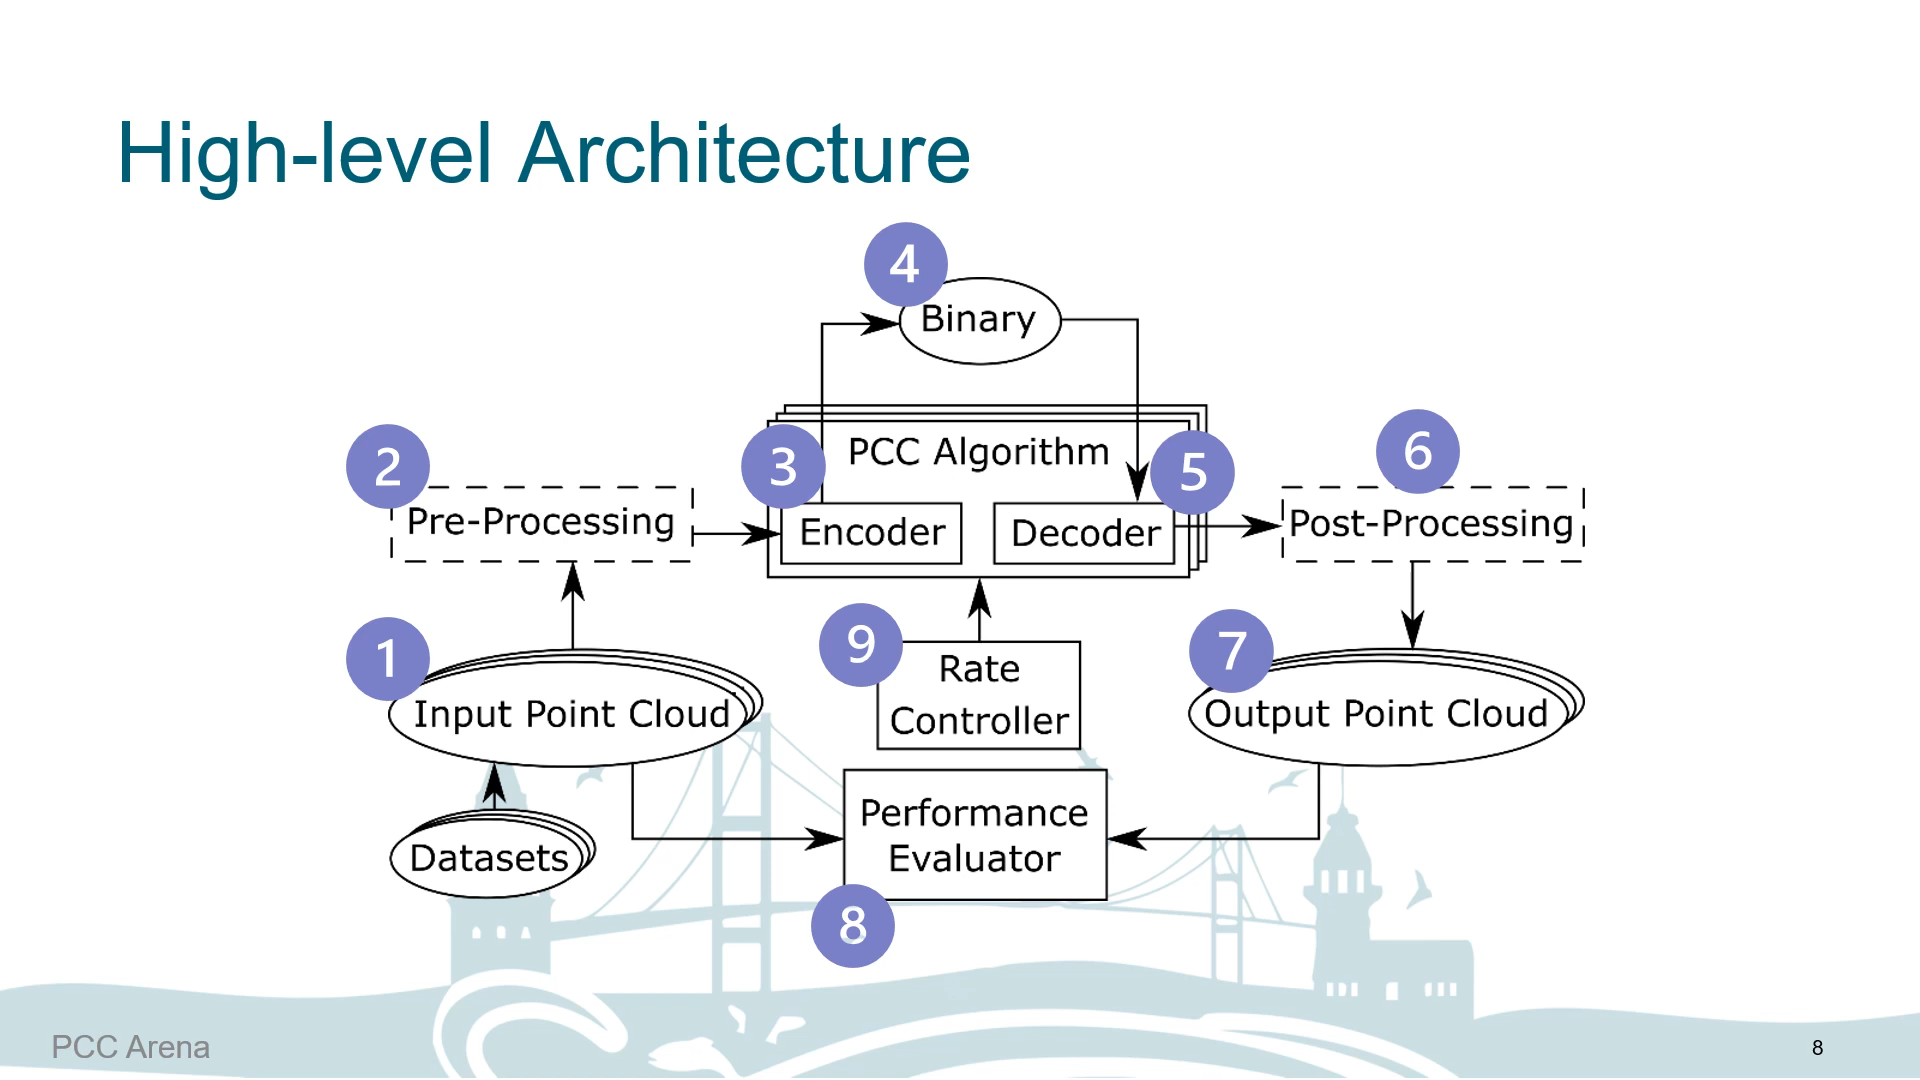 High-level Architecture
4
Binary
2
3
PCC Algorithm
5
6
Pre-Processing
Encoder
Decoder
Post-Processing
1
9
7
Input Point Cloud
Rate
Controller
Output Point Cloud
Datasets
Performance
Evaluator
8
PCC Arena
8